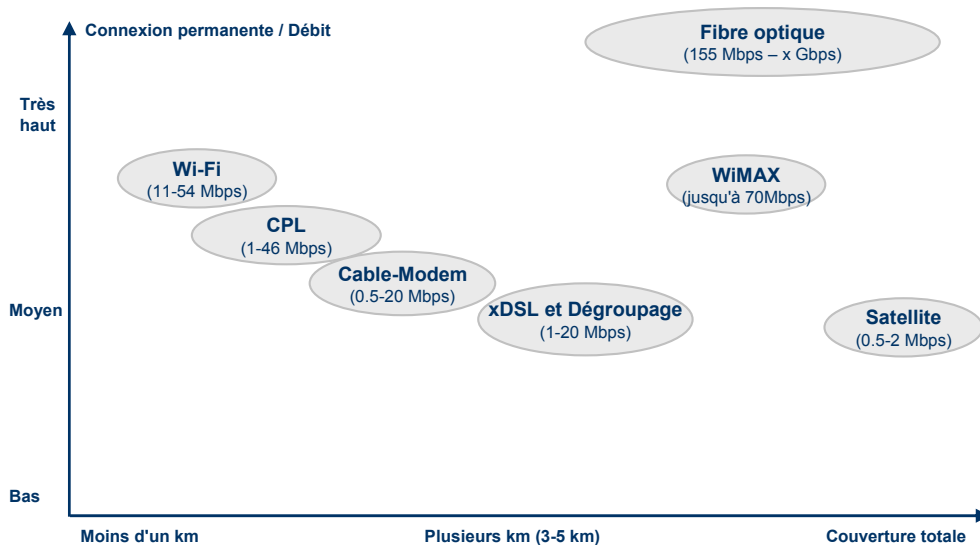 Connexion permanente / Débit
Fibre optique
(155 Mbps – x Gbps)
Très
haut
Wi-Fi
(11-54 Mbps)
WiMAX
(jusqu'à 70Mbps)
CPL
(1-46 Mbps)
Cable-Modem
(0.5-20 Mbps)
Moyen
xDSL et Dégroupage
(1-20 Mbps)
Satellite
(0.5-2 Mbps)
Bas
Moins d'un km
Plusieurs km (3-5 km)
Couverture totale